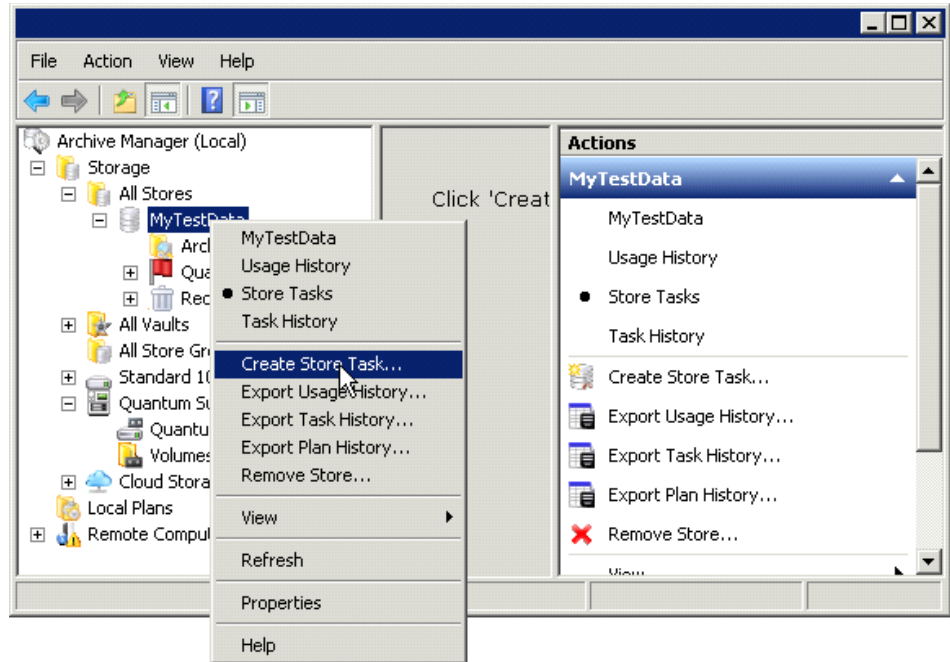 File Action View Help
Archive Manager (Local)
Storage
All Stores
MyTestData
Arc
Qua
Rec
All Vaults
All Store Gr
Standard 1
Quantum Su
Quantu
Volumes
Cloud Stora
Local Plans
Remote Compu
MyTestData
Usage History
Store Tasks
Task History
Create Store Task...
Export Usage History...
Export Task History...
Export Plan History...
Remove Store...
View
Refresh
Properties
Help
Click 'Creat
Actions
MyTestData
MyTestData
Usage History
Store Tasks
Task History
Create Store Task...
Export Usage History...
Export Task History...
Export Plan History...
Remove Store...
View